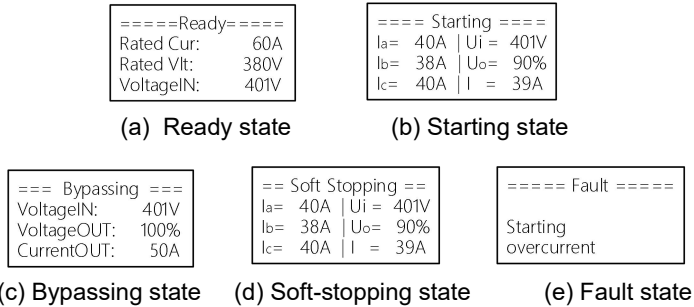 =====Ready=====
Rated Cur: 60A
Rated Vlt: 380V
VoltageIN: 401V
(a) Ready state
==== Starting ====
Ia= 40A | Ui = 401V
Ib= 38A | Uo= 90%
Ic= 40A | I = 39A
(b) Starting state
=== Bypassing ===
VoltageIN: 401V
VoltageOUT: 100%
CurrentOUT: 50A
(c) Bypassing state
== Soft Stopping ==
Ia= 40A | Ui = 401V
Ib= 38A | Uo= 90%
Ic= 40A | I = 39A
(d) Soft-stopping state
===== Fault =====
Starting
overcurrent
(e) Fault state